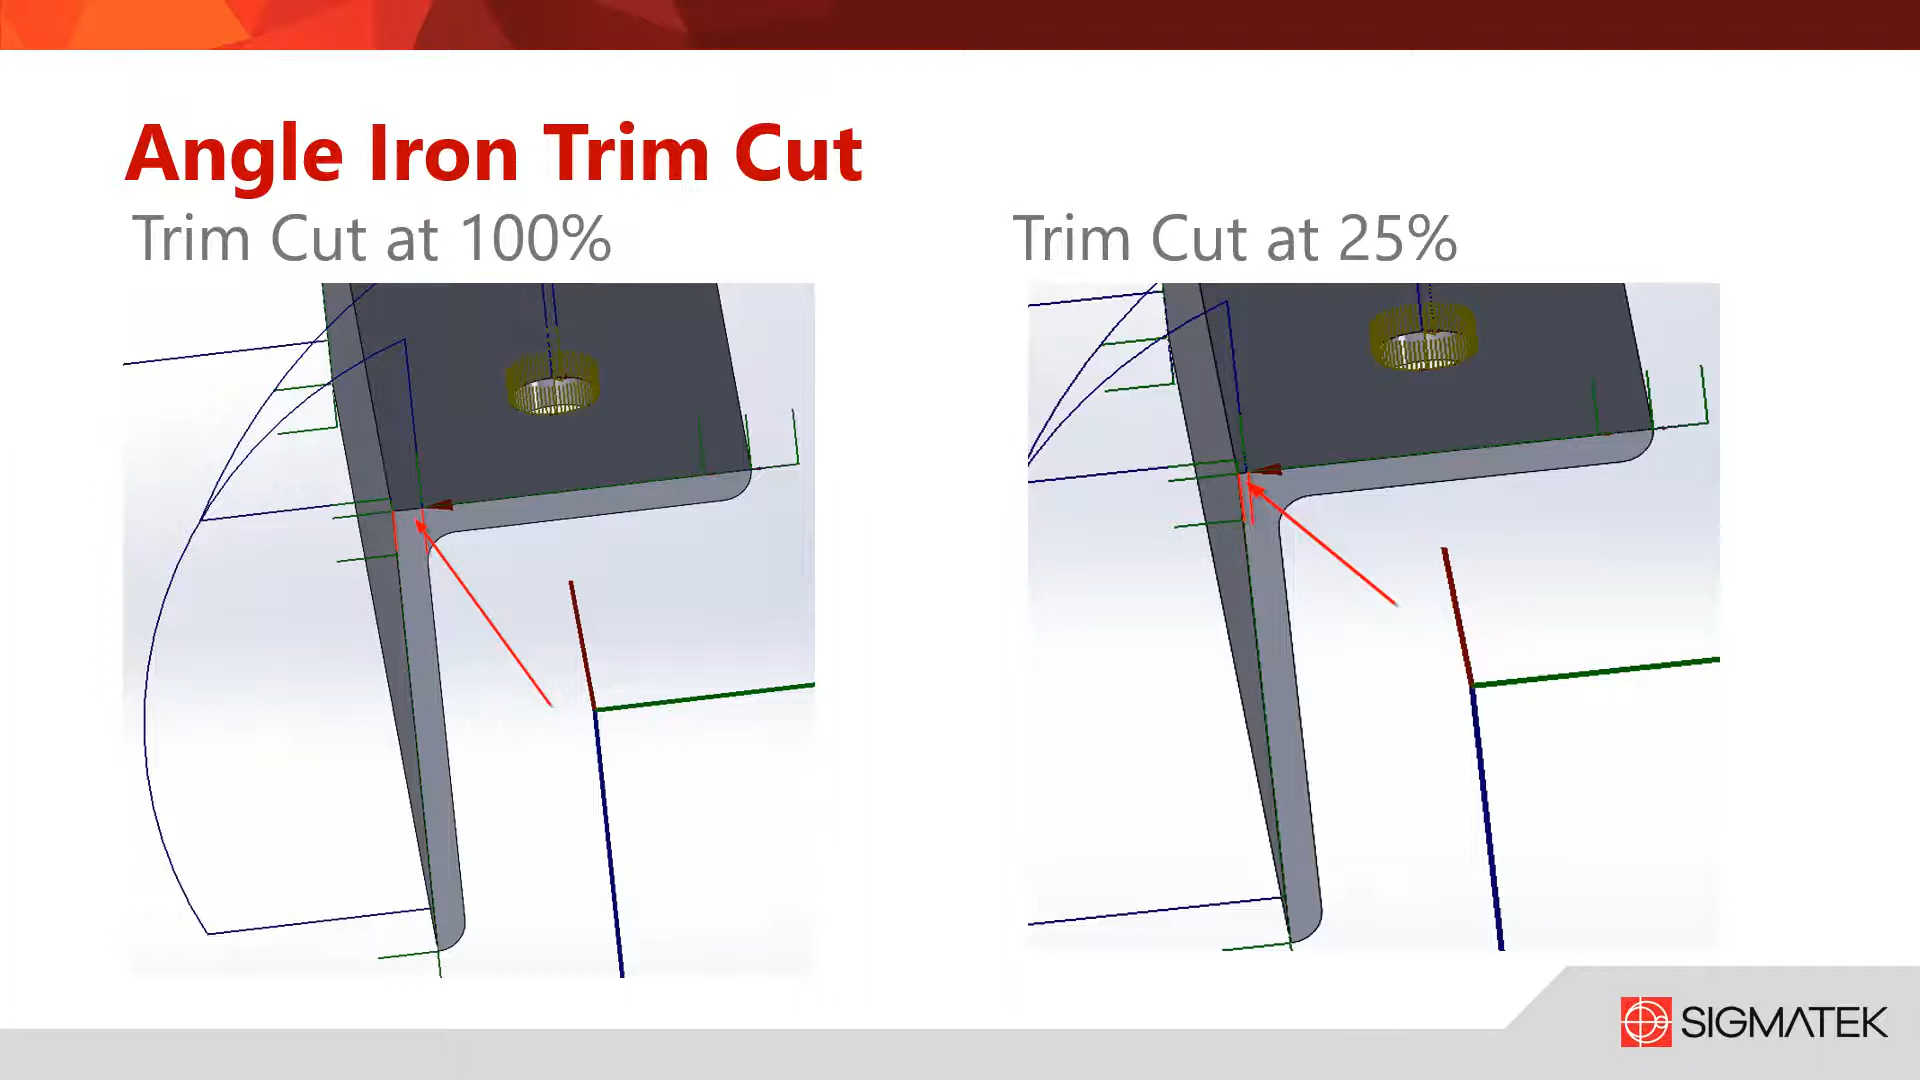 Angle Iron Trim Cut
Trim Cut at 100%
Trim Cut at 25%
SIGMATEK